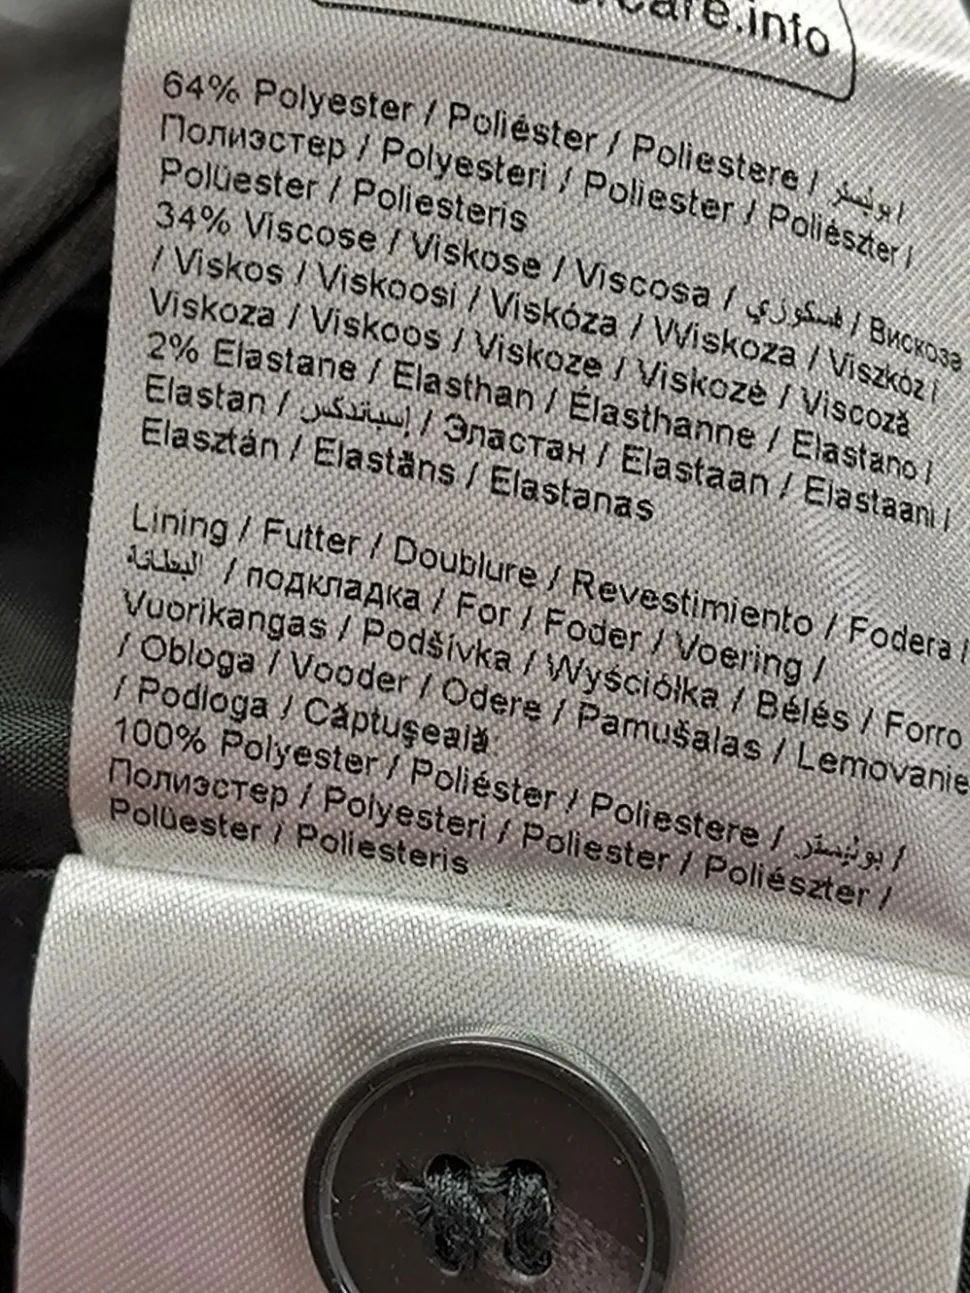 care.info
64% Polyester / Poliéster / Poliestere / بوليستر /
Полиэстер / Polyesteri / Poliester / Poliészter /
Polüester / Poliesteris
34% Viscose / Viskose / Viscosa / فسكوزي / Вискоза
/ Viskos / Viskoosi / Viskóza / Wiskoza / Viszkóz /
Viskoza / Viskoos / Viskoze / Viskozė / Viscoză
2% Elastane / Elasthan / Élasthanne / Elastano /
Elastan / إسباندكس / Эластан / Elastaan / Elastaani /
Elasztán / Elastāns / Elastanas
Lining / Futter / Doublure / Revestimiento / Fodera /
البطانة / подкладка / For / Foder / Voering /
Vuorikangas / Podšívka / Wyściółka / Bélés / Forro
/ Obloga / Vooder / Odere / Pamušalas / Lemovanie
/ Podloga / Căptuşeală:
100% Polyester / Poliéster / Poliestere / بوليستر /
Полиэстер / Polyesteri / Poliester / Poliészter /
Polüester / Poliesteris